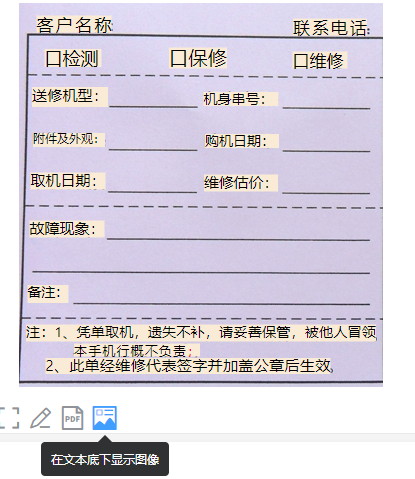 客户名称: 联系电话:
口检测 口保修 口维修
送修机型: 机身串号:
附件及外观: 购机日期:
取机日期: 维修估价:
故障现象:
备注:
注:1、凭单取机,遗失不补,请妥善保管,被他人冒领
本手机行概不负责;.
2、此单经维修代表签字并加盖公章后生效,
PDF
在文本底下显示图像